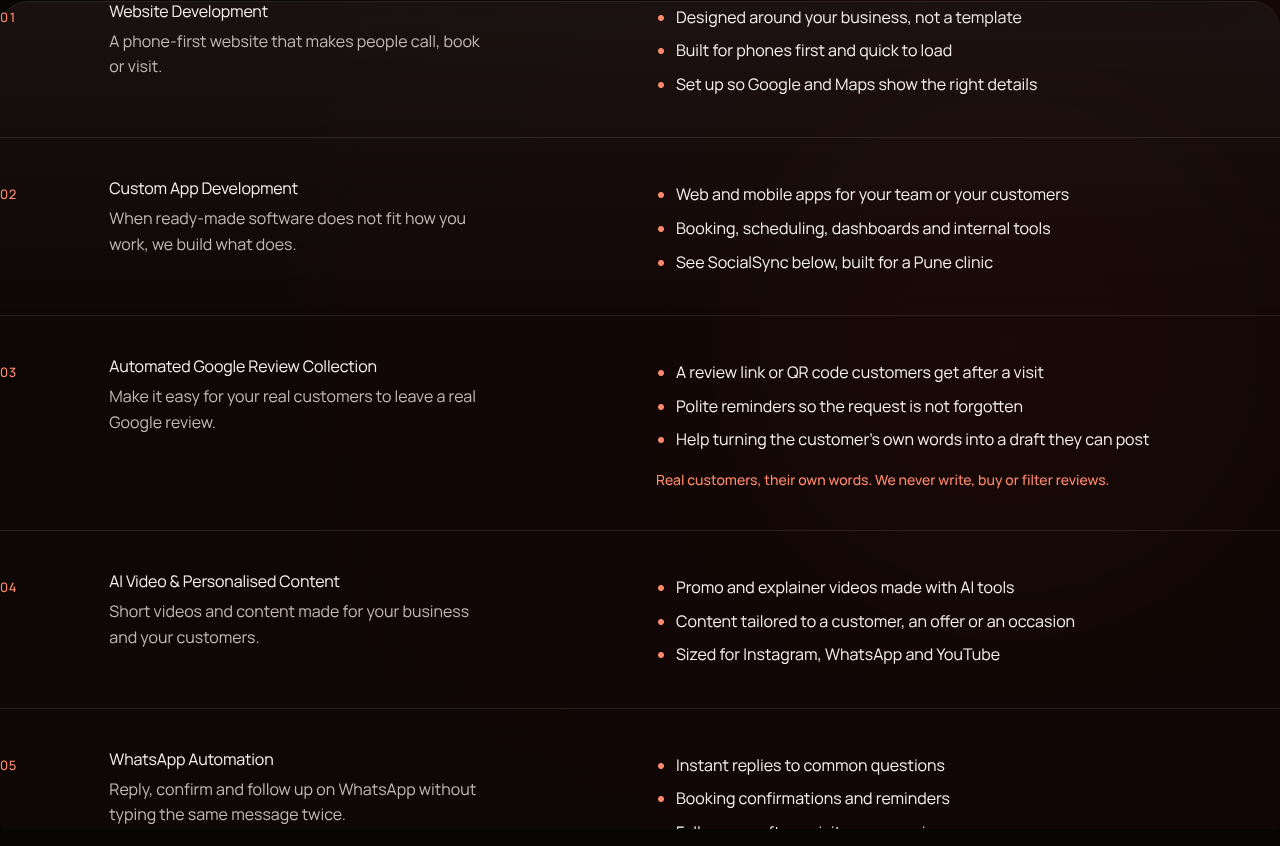 01
Website Development
A phone-first website that makes people call, book
or visit.
Designed around your business, not a template
Built for phones first and quick to load
Set up so Google and Maps show the right details
02
Custom App Development
When ready-made software does not fit how you
work, we build what does.
Web and mobile apps for your team or your customers
Booking, scheduling, dashboards and internal tools
See SocialSync below, built for a Pune clinic
03
Automated Google Review Collection
Make it easy for your real customers to leave a real
Google review.
A review link or QR code customers get after a visit
Polite reminders so the request is not forgotten
Help turning the customer’s own words into a draft they can post
Real customers, their own words. We never write, buy or filter reviews.
04
AI Video & Personalised Content
Short videos and content made for your business
and your customers.
Promo and explainer videos made with AI tools
Content tailored to a customer, an offer or an occasion
Sized for Instagram, WhatsApp and YouTube
05
WhatsApp Automation
Reply, confirm and follow up on WhatsApp without
typing the same message twice.
Instant replies to common questions
Booking confirmations and reminders